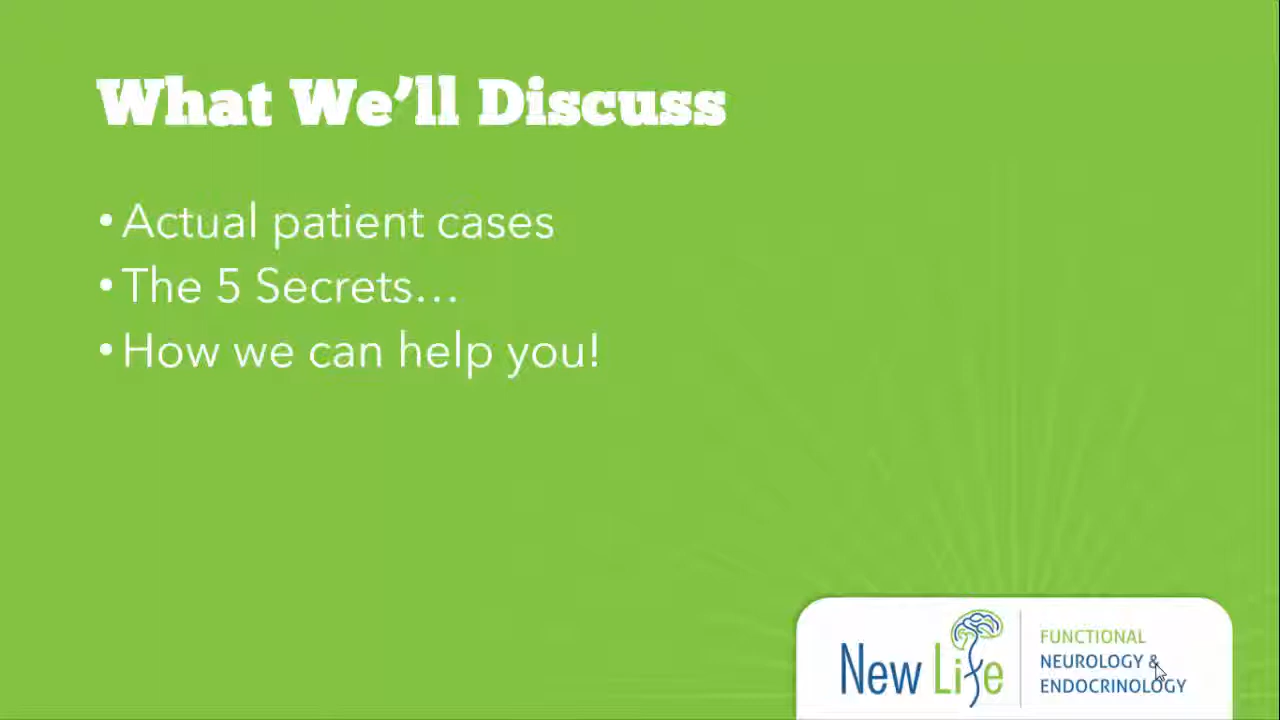 What We’ll Discuss
• Actual patient cases
• The 5 Secrets…
• How we can help you!
New Life
FUNCTIONAL
NEUROLOGY &
ENDOCRINOLOGY